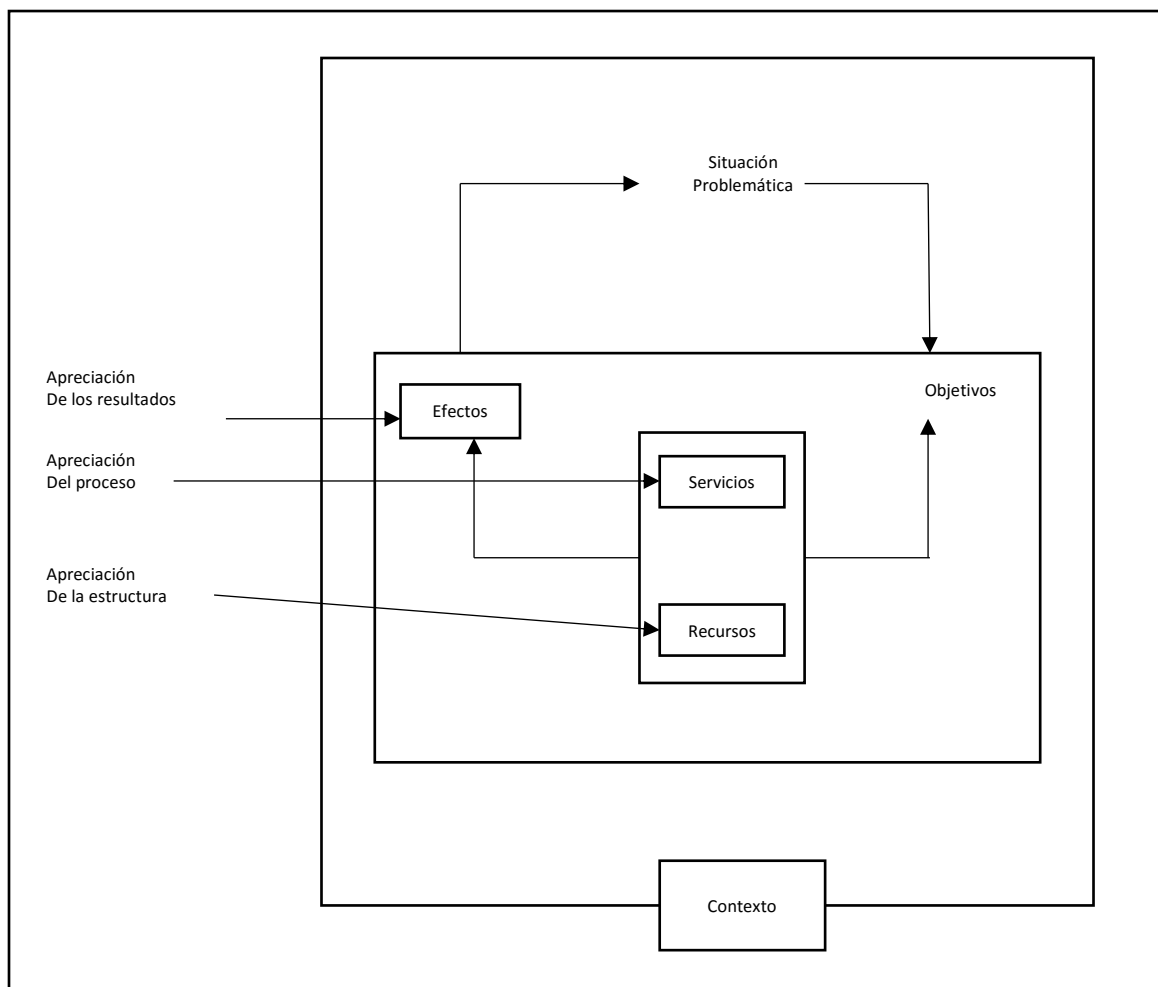 Situación
Problemática
Apreciación
De los resultados
Efectos
Objetivos
Apreciación
Del proceso
Servicios
Apreciación
De la estructura
Recursos
Contexto